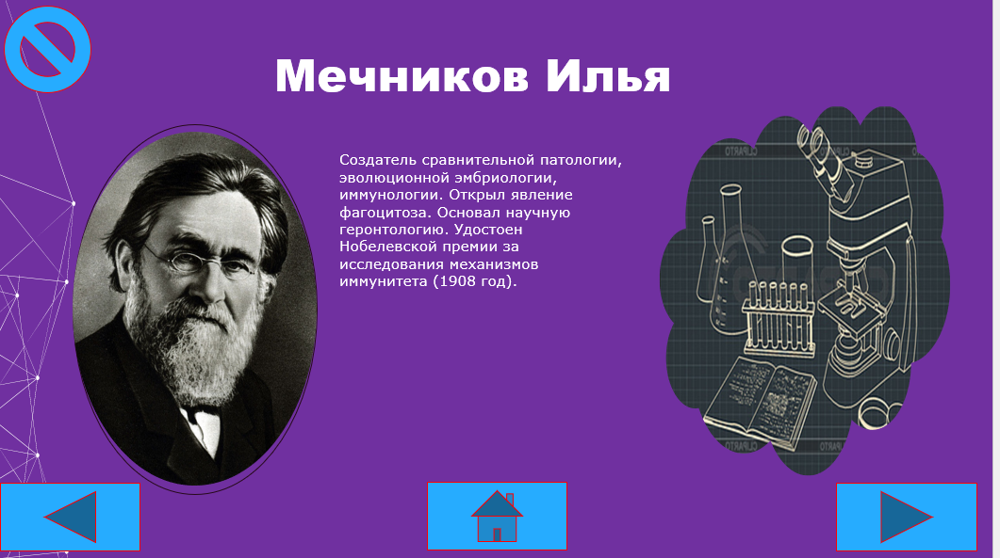 Мечников Илья
Создатель сравнительной патологии,
эволюционной эмбриологии,
иммунологии. Открыл явление
фагоцитоза. Основал научную
геронтологию. Удостоен
Нобелевской премии за
исследования механизмов
иммунитета (1908 год).